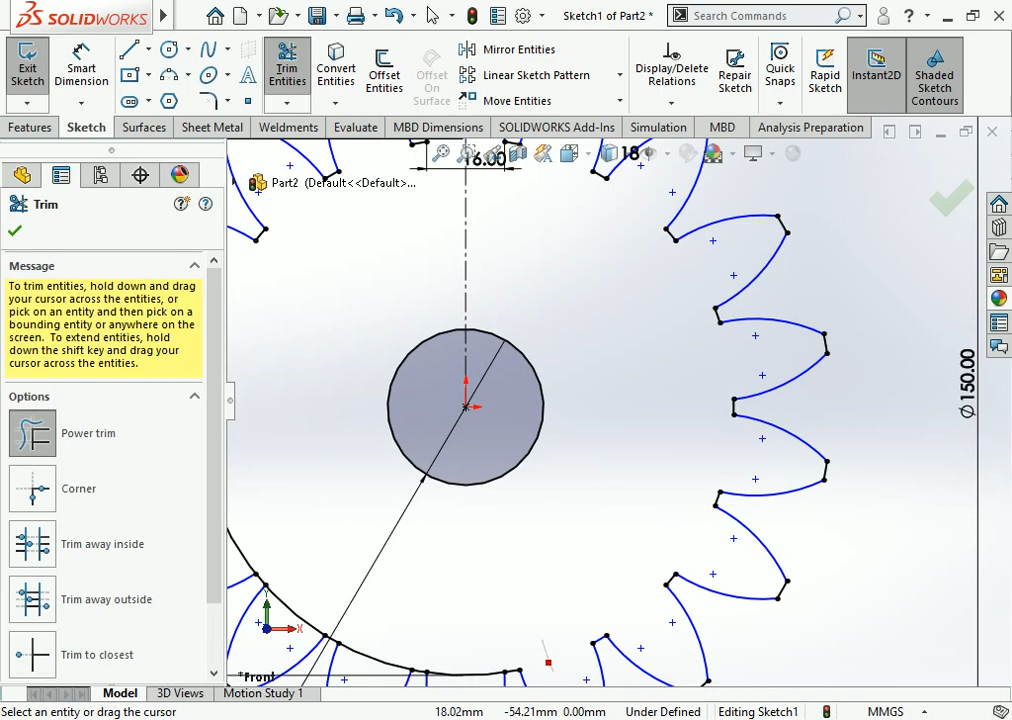 SOLIDWORKS
Sketch1 of Part2 *
Search Commands
?
Exit Sketch
Smart Dimension
Trim Entities
Convert Entities
Offset Entities
Offset On Surface
Mirror Entities
Linear Sketch Pattern
Move Entities
Display/Delete Relations
Repair Sketch
Quick Snaps
Rapid Sketch
Instant2D
Shaded Sketch Contours
Features
Sketch
Surfaces
Sheet Metal
Weldments
Evaluate
MBD Dimensions
SOLIDWORKS Add-Ins
Simulation
MBD
Analysis Preparation
16.00
18
Part2 (Default<<Default>...
Trim
Message
To trim entities, hold down and drag
your cursor across the entities, or
pick on an entity and then pick on a
bounding entity or anywhere on the
screen. To extend entities, hold
down the shift key and drag your
cursor across the entities.
Options
Power trim
Corner
Trim away inside
Trim away outside
Trim to closest
Ø150.00
Y
X
*Front
Model
3D Views
Motion Study 1
Select an entity or drag the cursor
18.02mm
-54.21mm
0.00mm
Under Defined
Editing Sketch1
MMGS